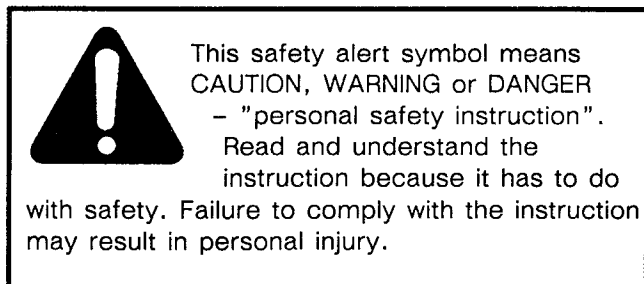 This safety alert symbol means
CAUTION, WARNING or DANGER
– "personal safety instruction".
Read and understand the
instruction because it has to do
with safety. Failure to comply with the instruction
may result in personal injury.